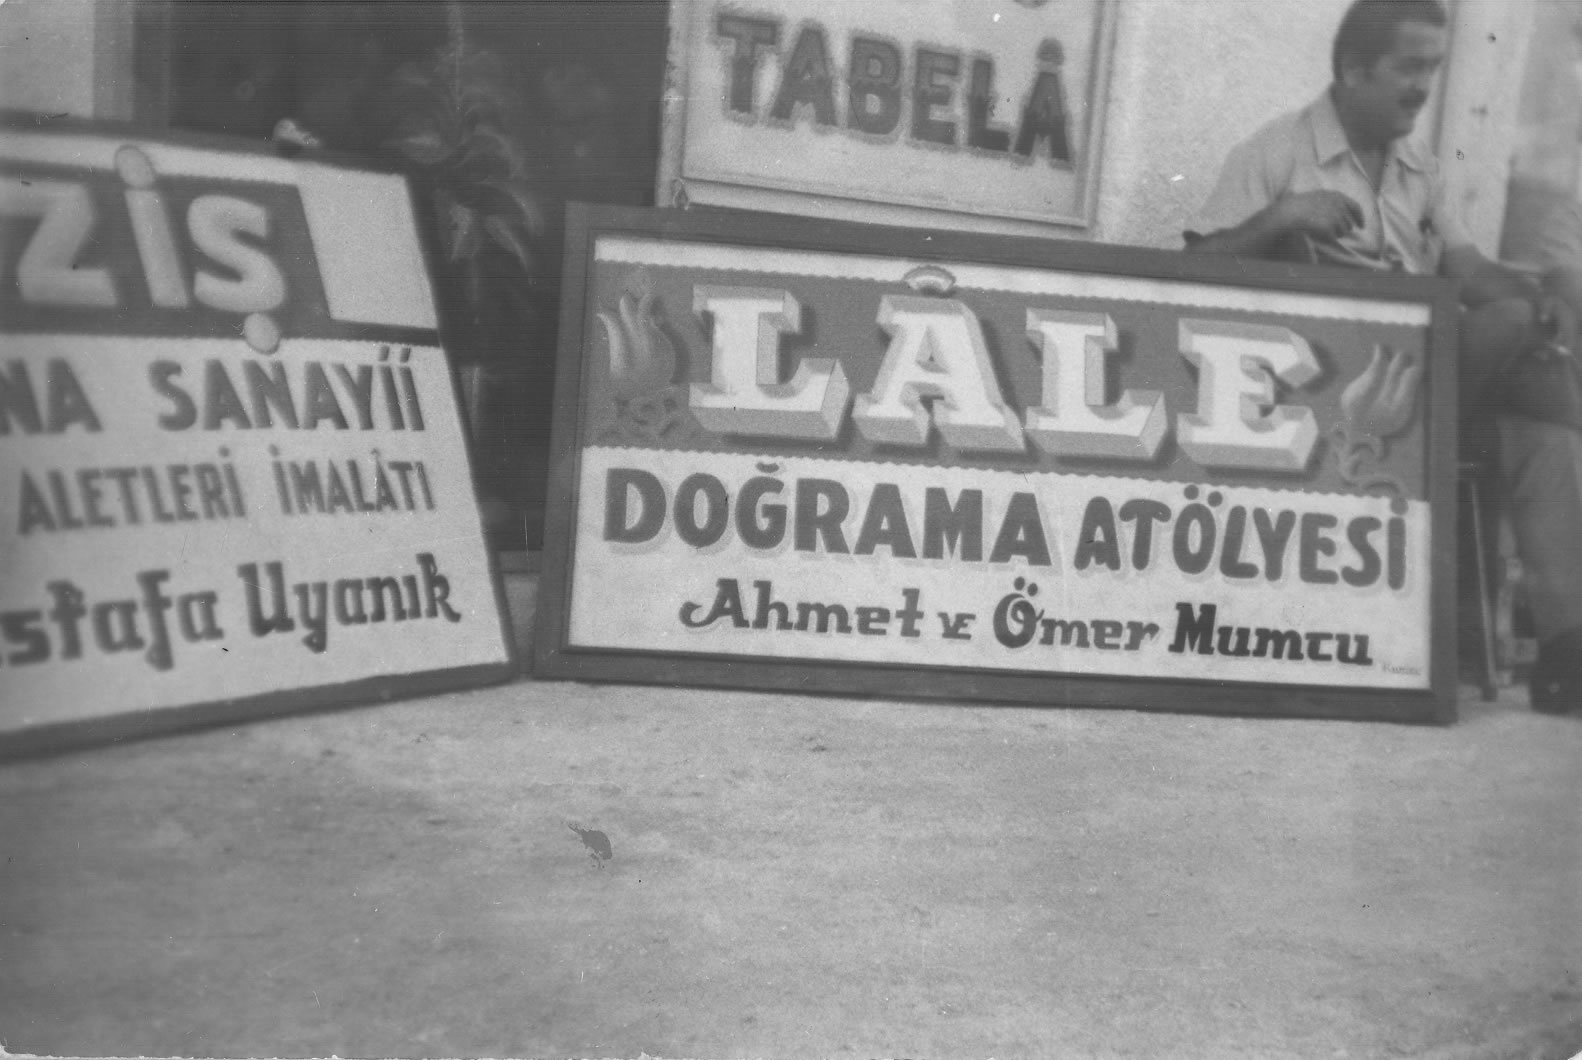 TABELÂ
ZİŞ
NA SANAYİİ
ALETLERİ İMALÂTI
stafa Uyanık
LÂLE
DOĞRAMA ATÖLYESİ
Ahmet ve Ömer Mumcu